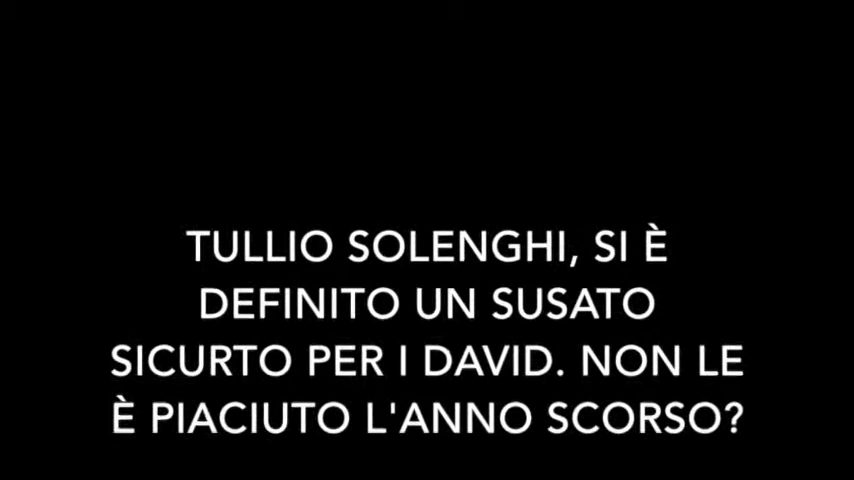 TULLIO SOLENGHI, SI È
DEFINITO UN SUSATO
SICURTO PER I DAVID. NON LE
È PIACIUTO L'ANNO SCORSO?